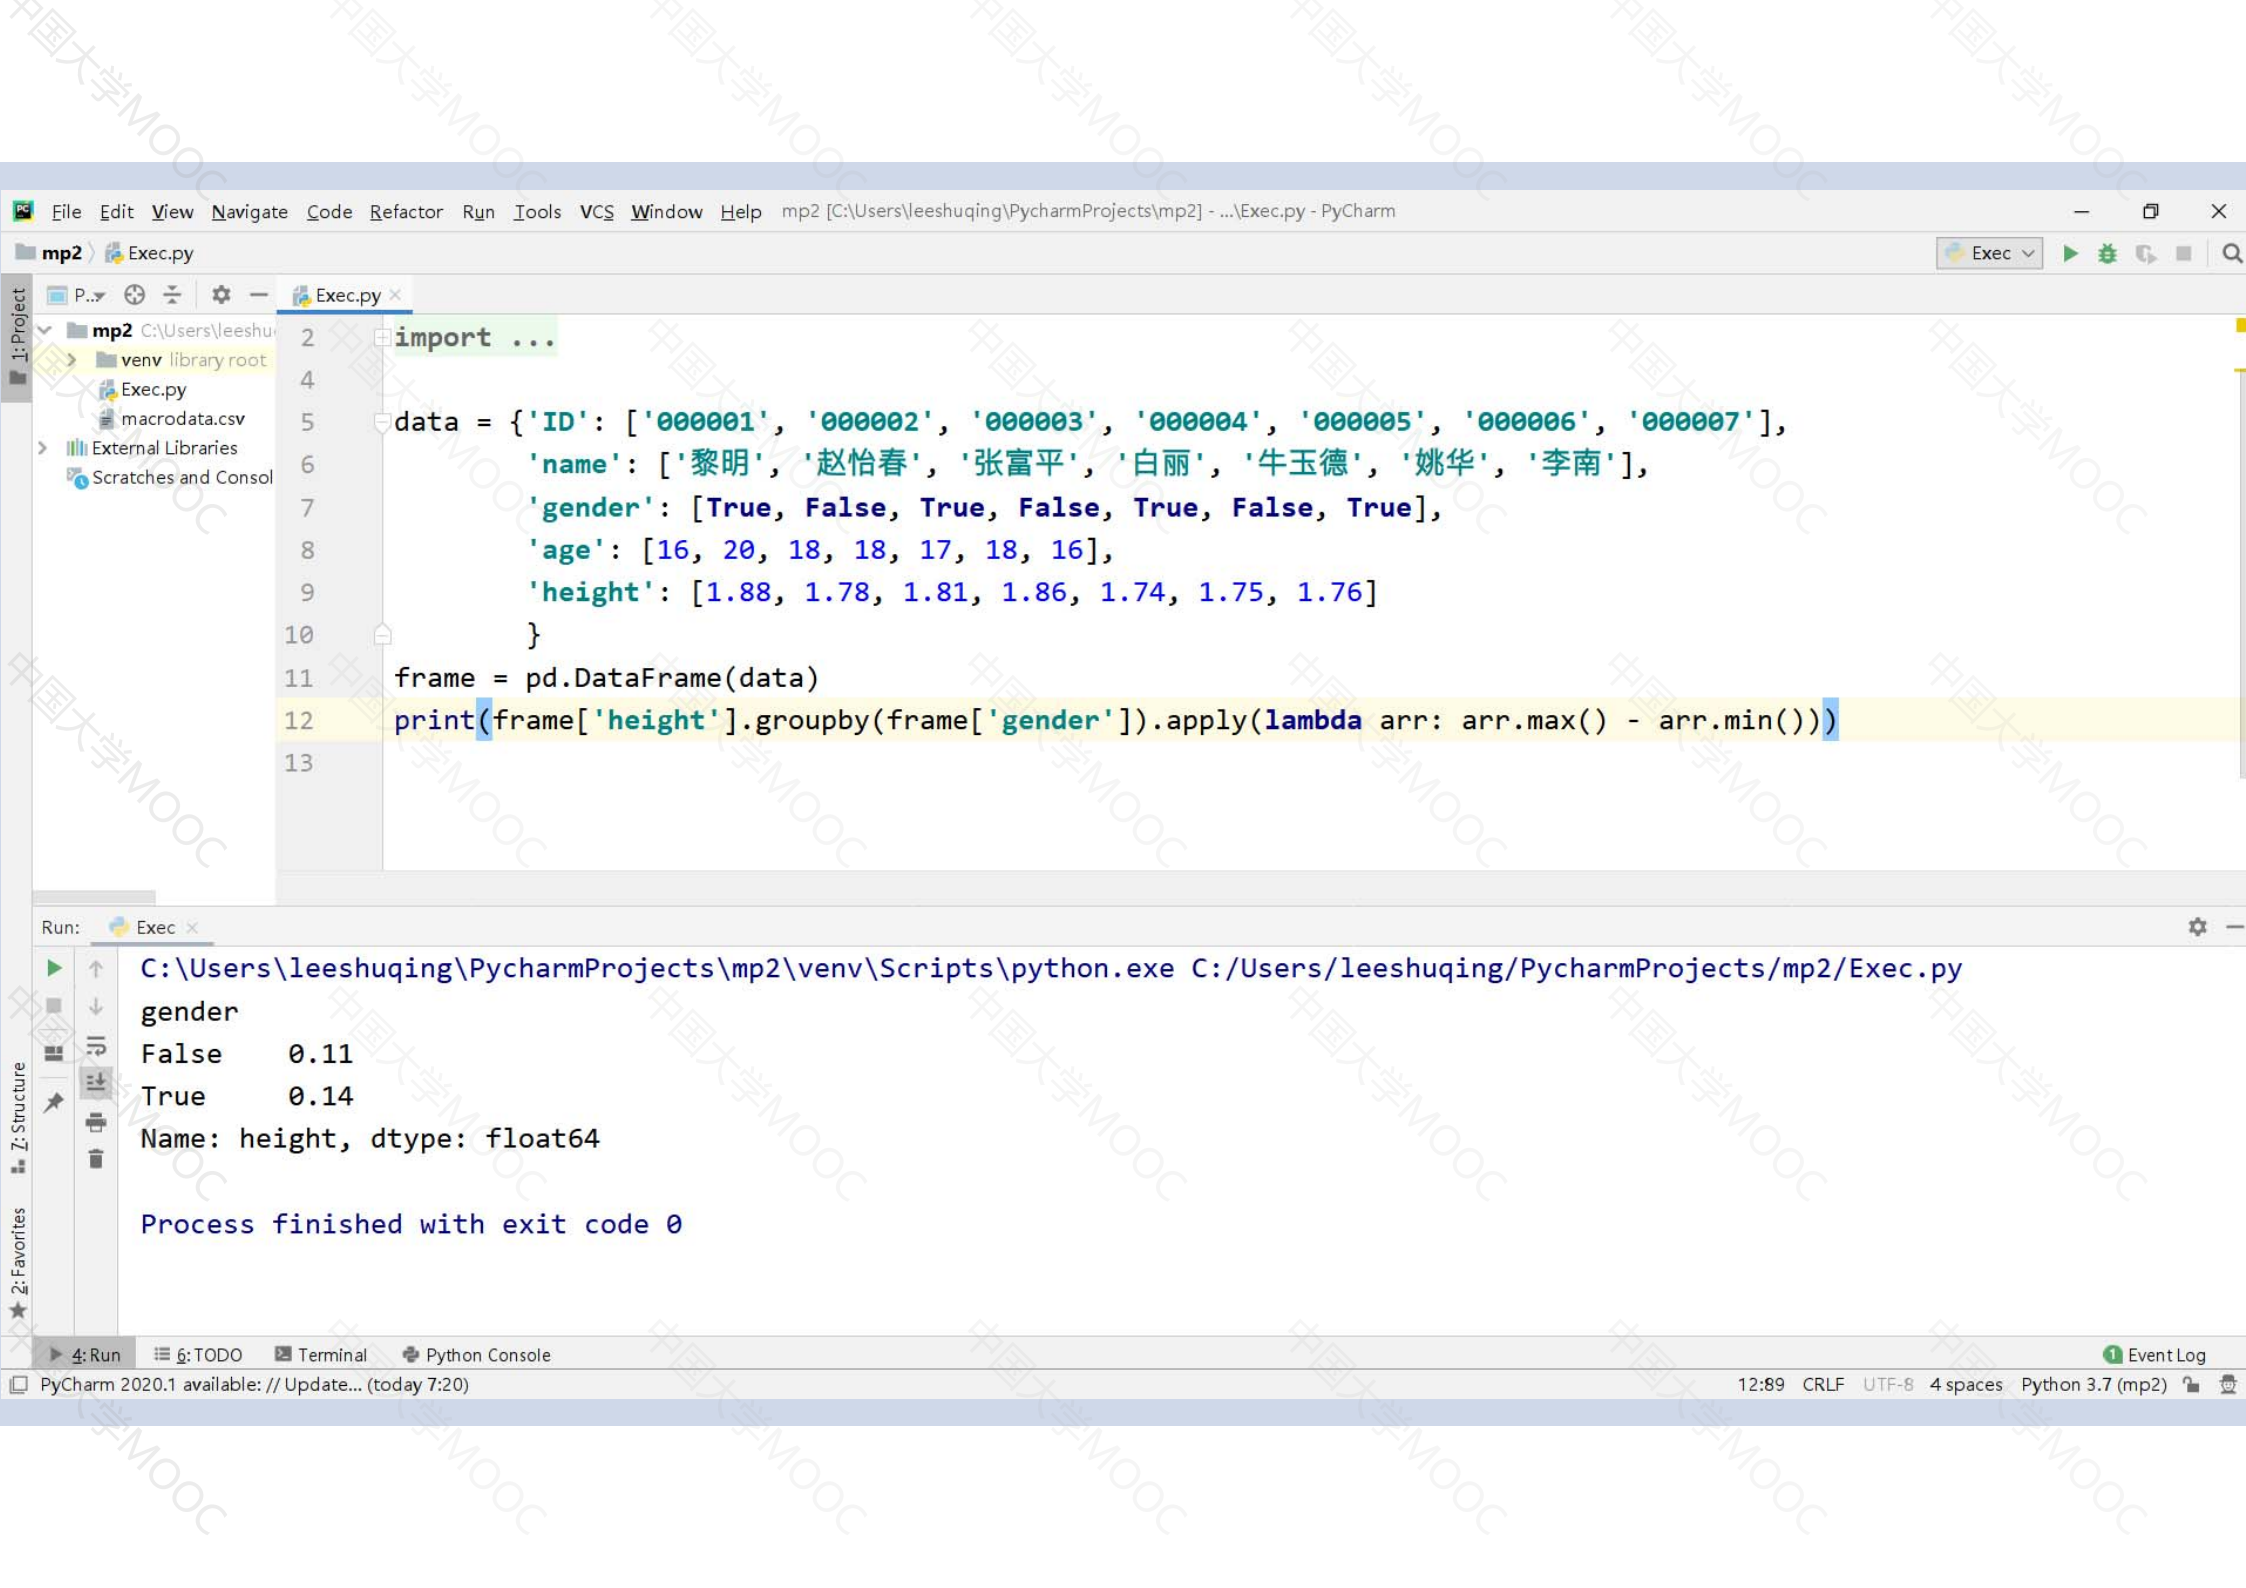 File Edit View Navigate Code Refactor Run Tools VCS Window Help mp2 [C:\Users\leeshuqing\PycharmProjects\mp2] - ...\Exec.py - PyCharm
mp2 Exec.py Exec
1: Project P.. Exec.py
mp2 C:\Users\leeshu
venv library root
Exec.py
macrodata.csv
External Libraries
Scratches and Consol
2 import ...
4
5 data = {'ID': ['000001', '000002', '000003', '000004', '000005', '000006', '000007'],
6 'name': ['黎明', '赵怡春', '张富平', '白丽', '牛玉德', '姚华', '李南'],
7 'gender': [True, False, True, False, True, False, True],
8 'age': [16, 20, 18, 18, 17, 18, 16],
9 'height': [1.88, 1.78, 1.81, 1.86, 1.74, 1.75, 1.76]
10 }
11 frame = pd.DataFrame(data)
12 print(frame['height'].groupby(frame['gender']).apply(lambda arr: arr.max() - arr.min()))
13
Run: Exec
C:\Users\leeshuqing\PycharmProjects\mp2\venv\Scripts\python.exe C:/Users/leeshuqing/PycharmProjects/mp2/Exec.py
gender
False 0.11
True 0.14
Name: height, dtype: float64
Process finished with exit code 0
Z: Structure
2: Favorites
4: Run 6: TODO Terminal Python Console 1 Event Log
PyCharm 2020.1 available: // Update... (today 7:20) 12:89 CRLF UTF-8 4 spaces Python 3.7 (mp2)
中国大学MOOC